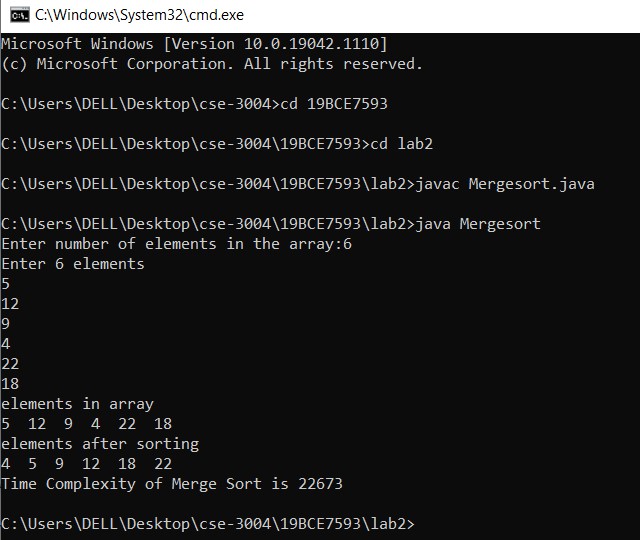 C:\Windows\System32\cmd.exe
Microsoft Windows [Version 10.0.19042.1110]
(c) Microsoft Corporation. All rights reserved.
C:\Users\DELL\Desktop\cse-3004>cd 19BCE7593
C:\Users\DELL\Desktop\cse-3004\19BCE7593>cd lab2
C:\Users\DELL\Desktop\cse-3004\19BCE7593\lab2>javac Mergesort.java
C:\Users\DELL\Desktop\cse-3004\19BCE7593\lab2>java Mergesort
Enter number of elements in the array:6
Enter 6 elements
5
12
9
4
22
18
elements in array
5  12  9  4  22  18
elements after sorting
4  5  9  12  18  22
Time Complexity of Merge Sort is 22673
C:\Users\DELL\Desktop\cse-3004\19BCE7593\lab2>